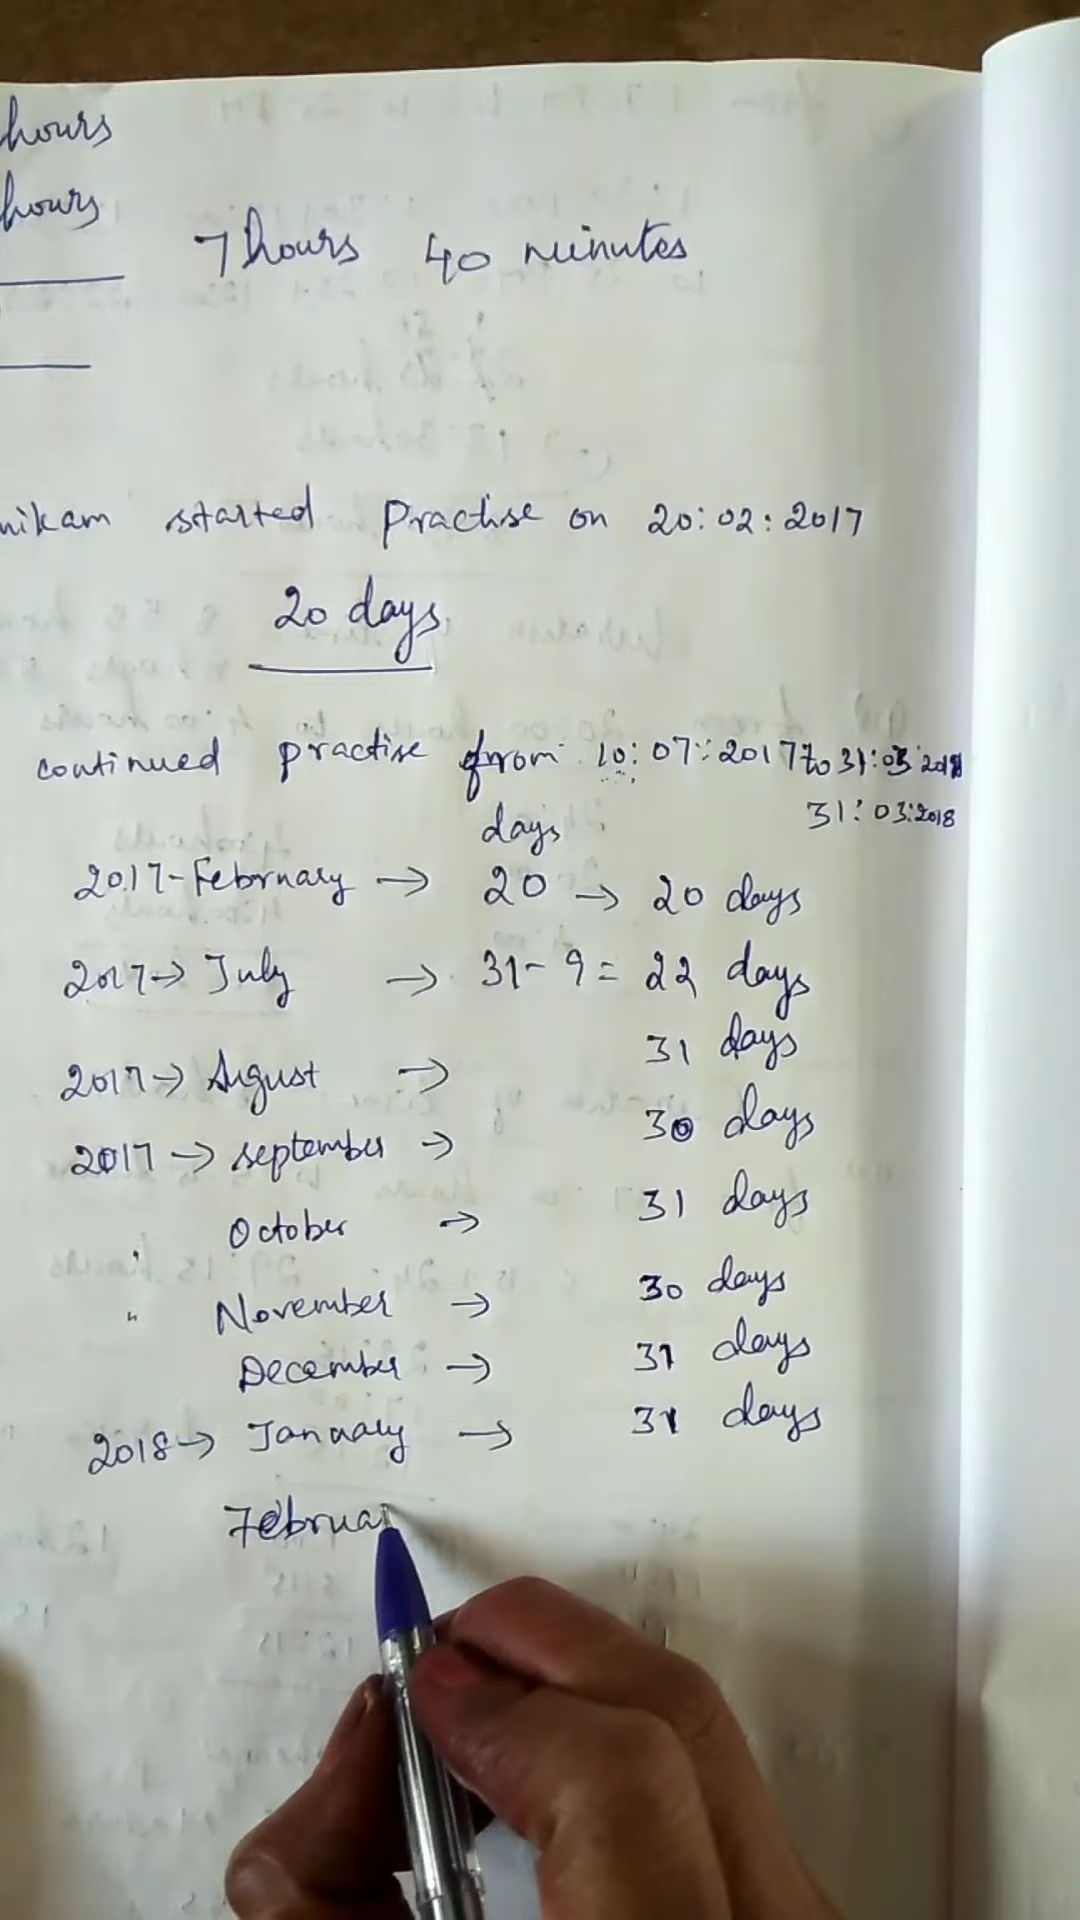 hours
hours
7 hours 40 minutes
nikam started Practise on 20:02:2017
20 days
continued practise from 10:07:2017 to 31:03:2018
days 31:03:2018
2017-February → 20 → 20 days
2017→ July → 31-9= 22 days
2017→ August → 31 days
2017→ september → 30 days
October → 31 days
" November → 30 days
December → 31 days
2018→ January → 31 days
Februa